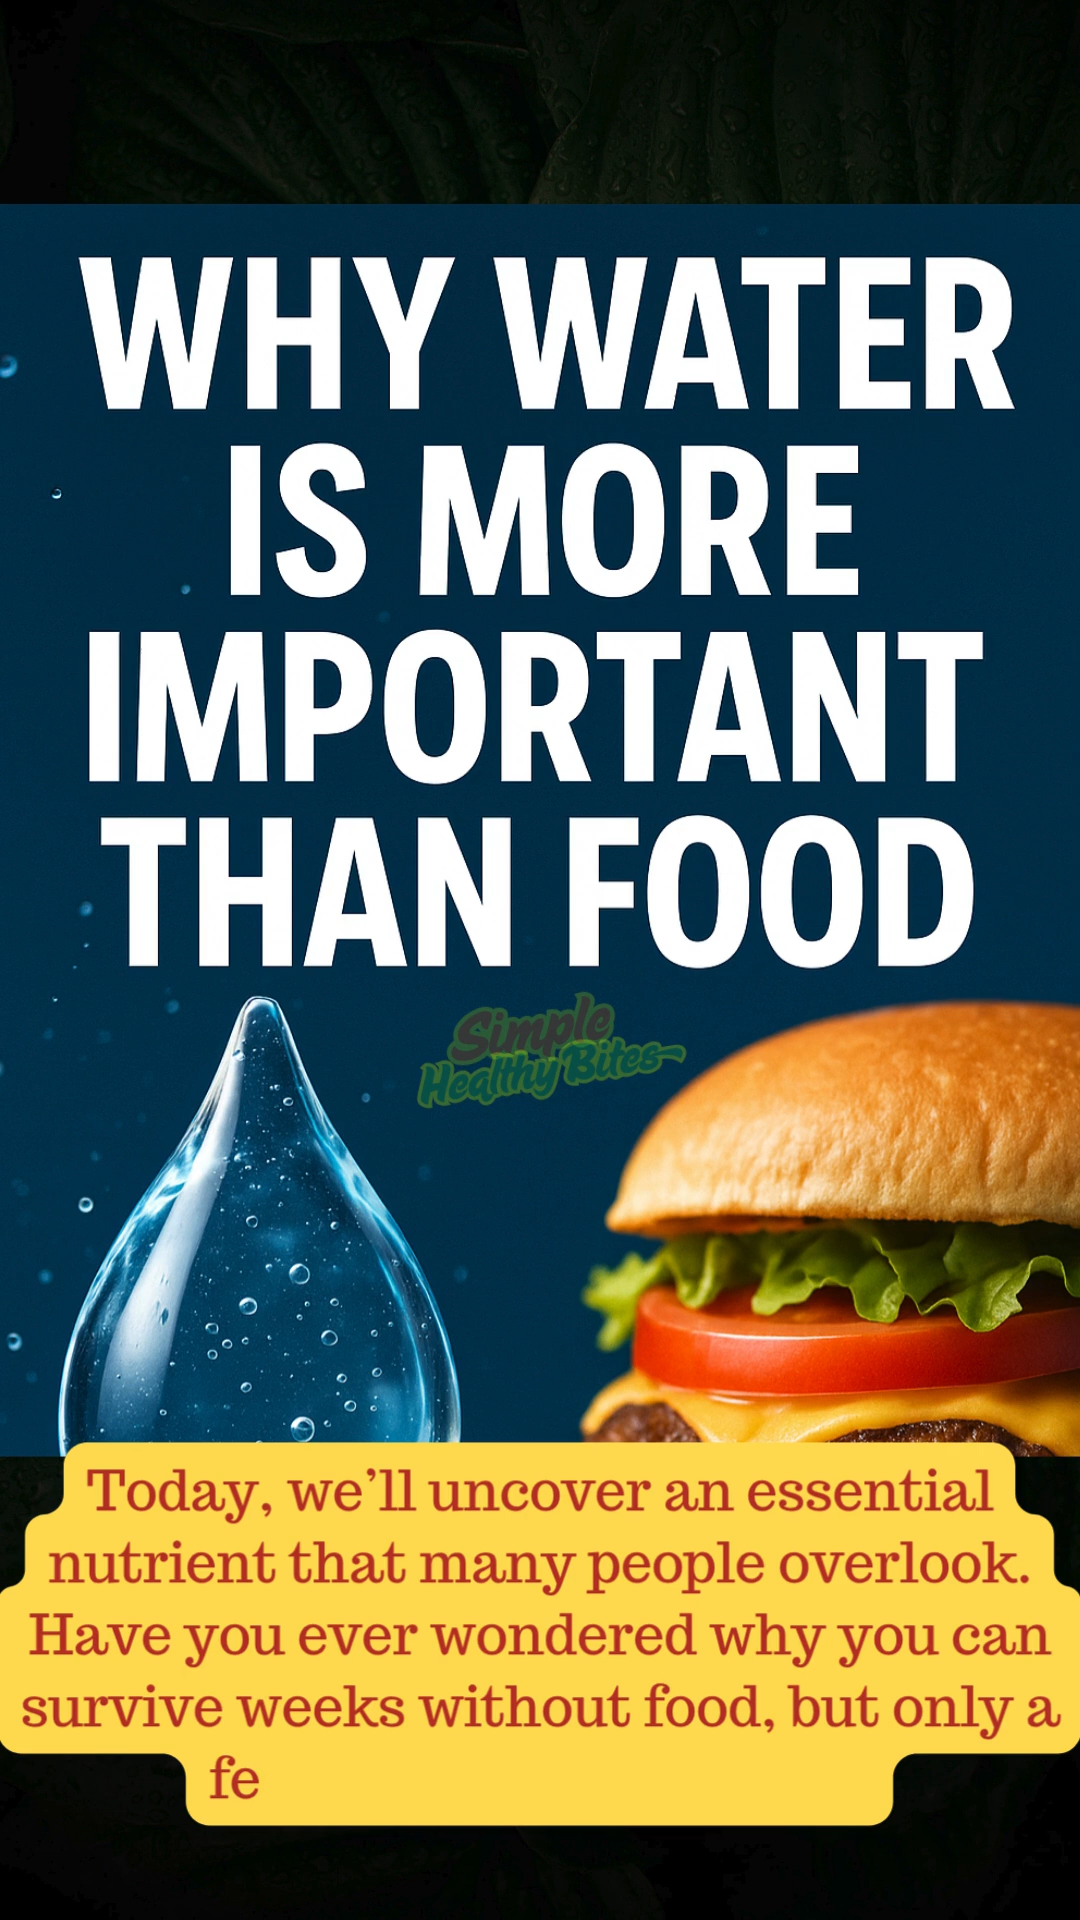 WHY WATER
IS MORE
IMPORTANT
THAN FOOD
Simple
Healthy Bites
Today, we’ll uncover an essential
nutrient that many people overlook.
Have you ever wondered why you can
survive weeks without food, but only a
fe